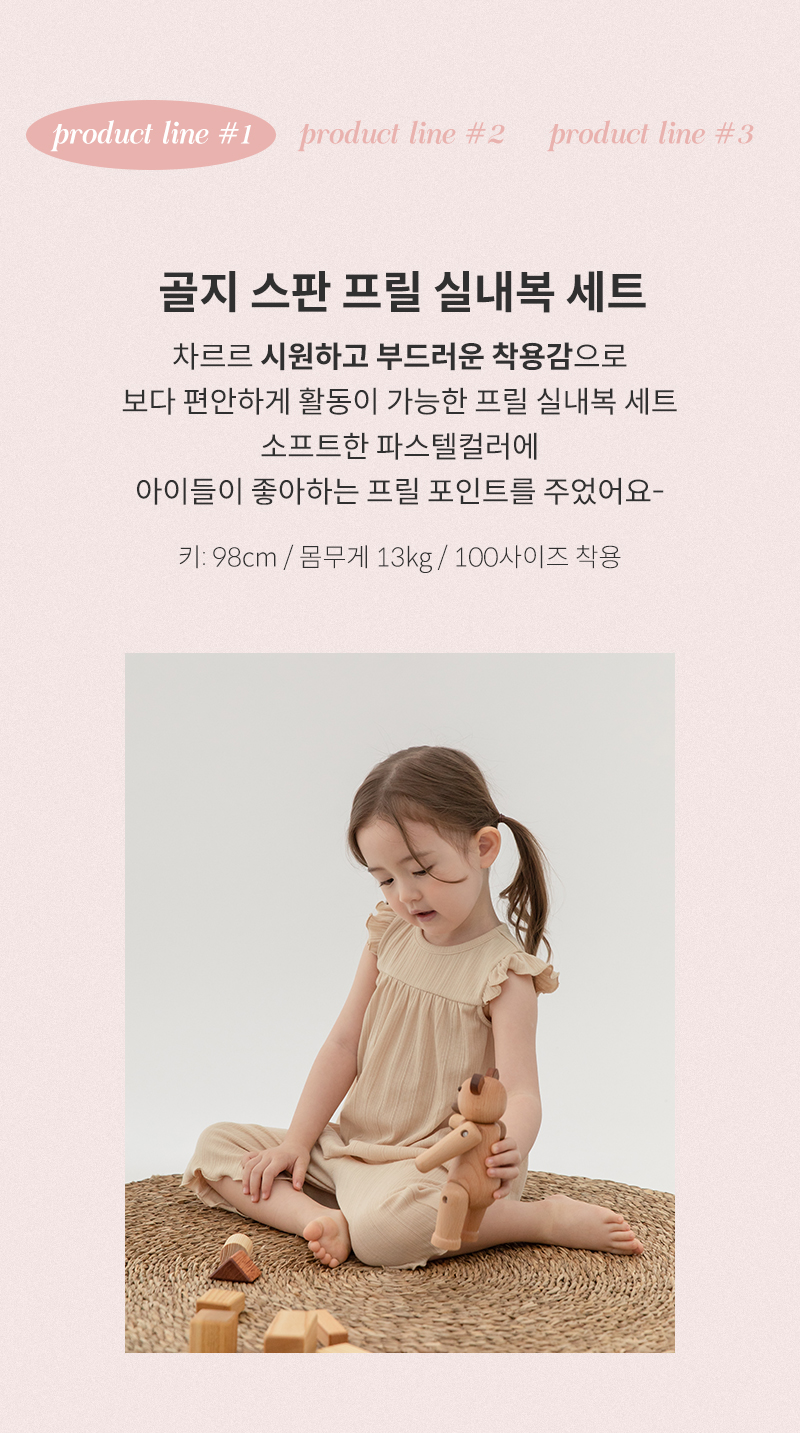 product line #1 product line #2 product line #3
골지 스판 프릴 실내복 세트
차르르 시원하고 부드러운 착용감으로
보다 편안하게 활동이 가능한 프릴 실내복 세트
소프트한 파스텔컬러에
아이들이 좋아하는 프릴 포인트를 주었어요-
키: 98cm / 몸무게 13kg / 100사이즈 착용